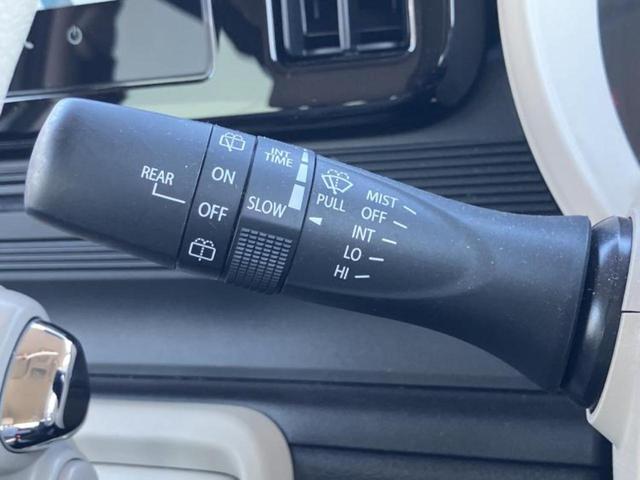 REAR
ON
OFF
INT
TIME
SLOW
PULL
MIST
OFF
INT
LO
HI